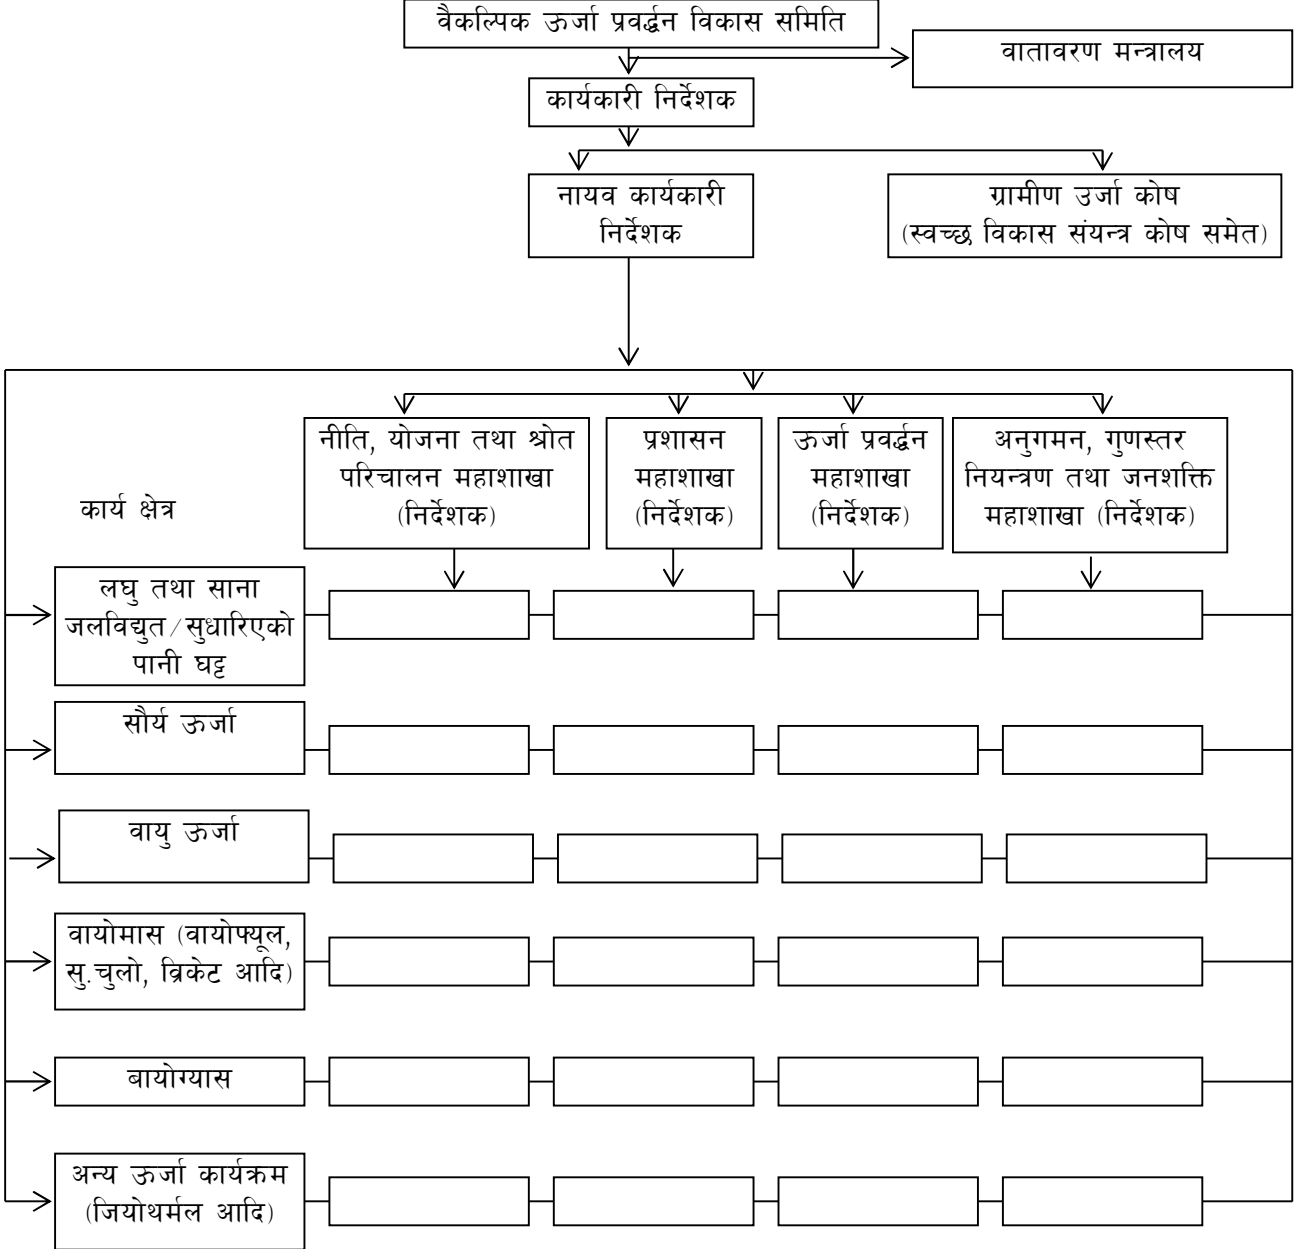 वैकल्पिक ऊर्जा प्रवर्द्धन विकास समिति
वातावरण मन्त्रालय
कार्यकारी निर्देशक
नायव कार्यकारी
निर्देशक
ग्रामीण उर्जा कोष
(स्वच्छ विकास संयन्त्र कोष समेत)
नीति, योजना तथा श्रोत
परिचालन महाशाखा
(निर्देशक)
प्रशासन
महाशाखा
(निर्देशक)
ऊर्जा प्रवर्द्धन
महाशाखा
(निर्देशक)
अनुगमन, गुणस्तर
नियन्त्रण तथा जनशक्ति
महाशाखा (निर्देशक)
कार्य क्षेत्र
लघु तथा साना
जलविद्युत/सुधारिएको
पानी घट्ट
सौर्य ऊर्जा
वायु ऊर्जा
वायोमास (वायोफ्यूल,
सु.चुलो, व्रिकेट आदि)
बायोग्यास
अन्य ऊर्जा कार्यक्रम
(जियोथर्मल आदि)